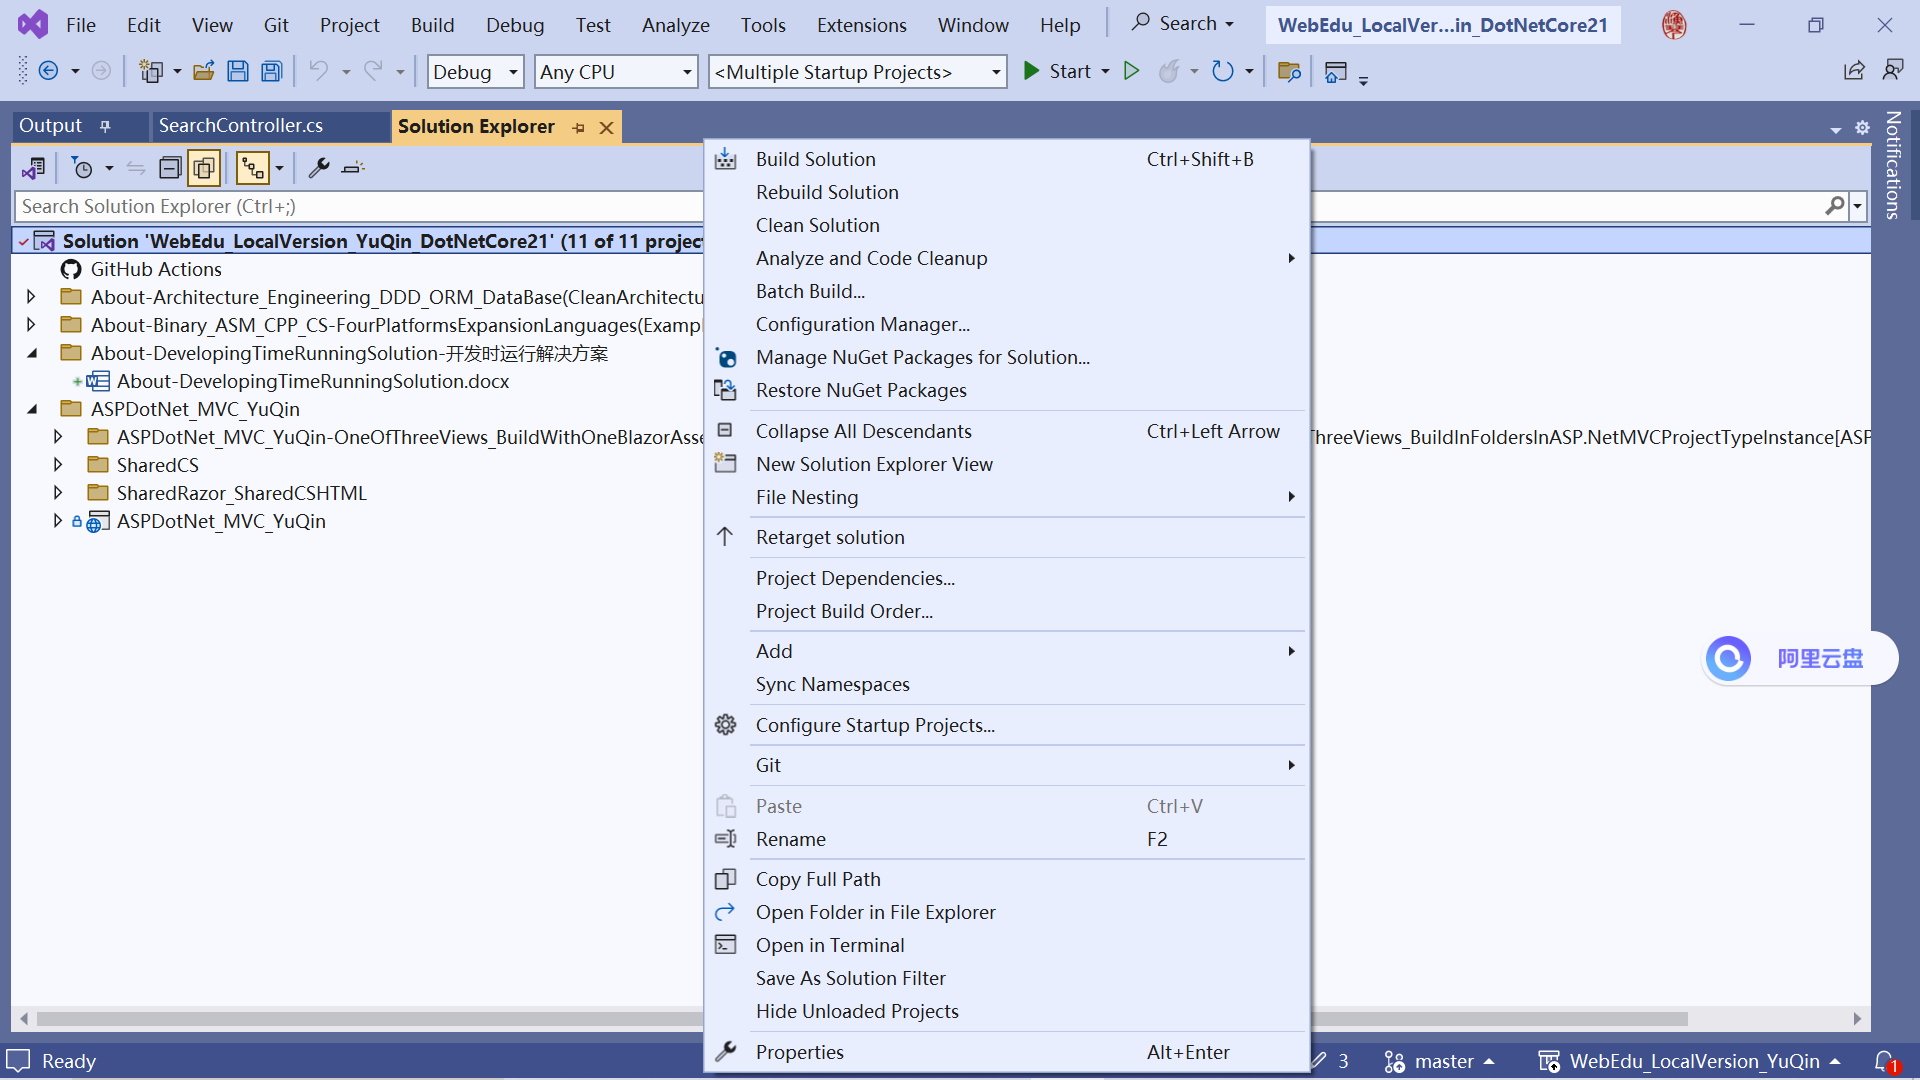 File Edit View Git Project Build Debug Test Analyze Tools Extensions Window Help Search WebEdu_LocalVer...in_DotNetCore21
Debug Any CPU <Multiple Startup Projects> Start
Output SearchController.cs Solution Explorer
Notifications
Search Solution Explorer (Ctrl+;)
Solution 'WebEdu_LocalVersion_YuQin_DotNetCore21' (11 of 11 projec
GitHub Actions
About-Architecture_Engineering_DDD_ORM_DataBase(CleanArchitectu
About-Binary_ASM_CPP_CS-FourPlatformsExpansionLanguages(Exampl
About-DevelopingTimeRunningSolution-开发时运行解决方案
About-DevelopingTimeRunningSolution.docx
ASPDotNet_MVC_YuQin
ASPDotNet_MVC_YuQin-OneOfThreeViews_BuildWithOneBlazorAsse
ThreeViews_BuildInFoldersInASP.NetMVCProjectTypeInstance[ASP
SharedCS
SharedRazor_SharedCSHTML
ASPDotNet_MVC_YuQin
Build Solution Ctrl+Shift+B
Rebuild Solution
Clean Solution
Analyze and Code Cleanup
Batch Build...
Configuration Manager...
Manage NuGet Packages for Solution...
Restore NuGet Packages
Collapse All Descendants Ctrl+Left Arrow
New Solution Explorer View
File Nesting
Retarget solution
Project Dependencies...
Project Build Order...
Add
Sync Namespaces
Configure Startup Projects...
Git
Paste Ctrl+V
Rename F2
Copy Full Path
Open Folder in File Explorer
Open in Terminal
Save As Solution Filter
Hide Unloaded Projects
Properties Alt+Enter
阿里云盘
Ready 3 master WebEdu_LocalVersion_YuQin 1